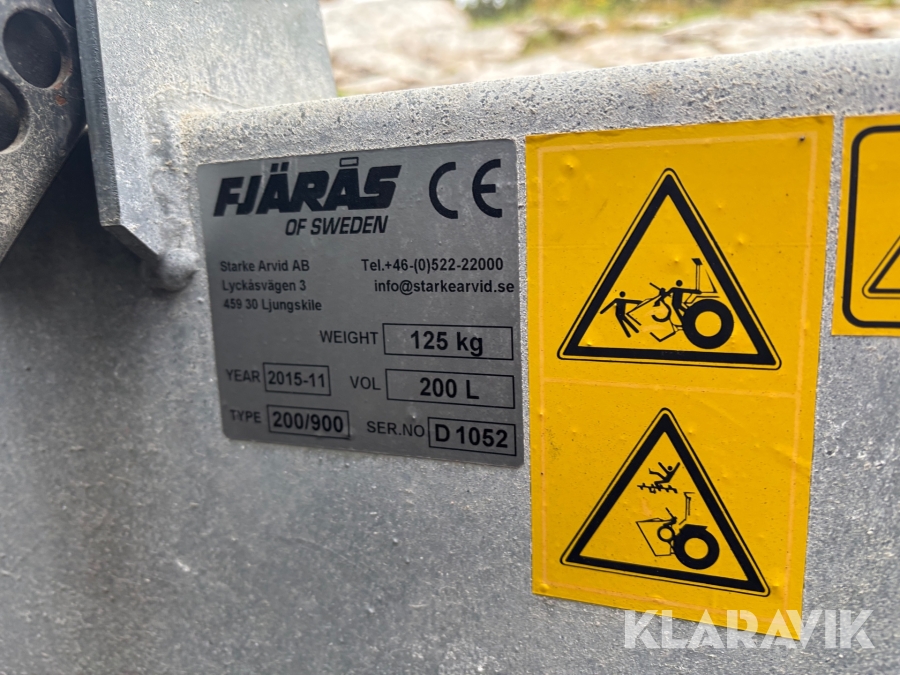 FJÄRÅS
OF SWEDEN
CE
Starke Arvid AB
Lyckåsvägen 3
459 30 Ljungskile
Tel.+46-(0)522-22000
info@starkearvid.se
WEIGHT 125 kg
YEAR 2015-11 VOL 200 L
TYPE 200/900 SER.NO D 1052
KLARAVIK